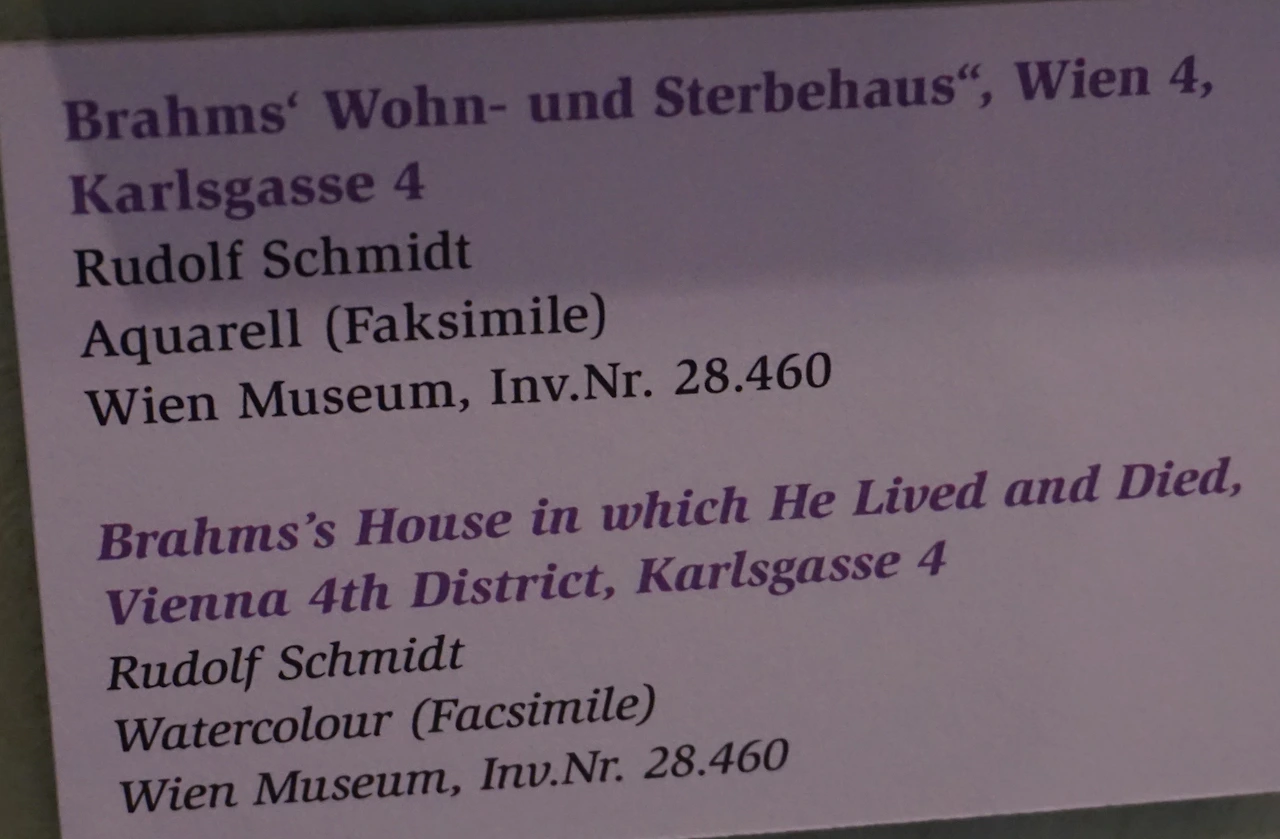 Brahms‘ Wohn- und Sterbehaus“, Wien 4,
Karlsgasse 4
Rudolf Schmidt
Aquarell (Faksimile)
Wien Museum, Inv.Nr. 28.460
Brahms’s House in which He Lived and Died,
Vienna 4th District, Karlsgasse 4
Rudolf Schmidt
Watercolour (Facsimile)
Wien Museum, Inv.Nr. 28.460